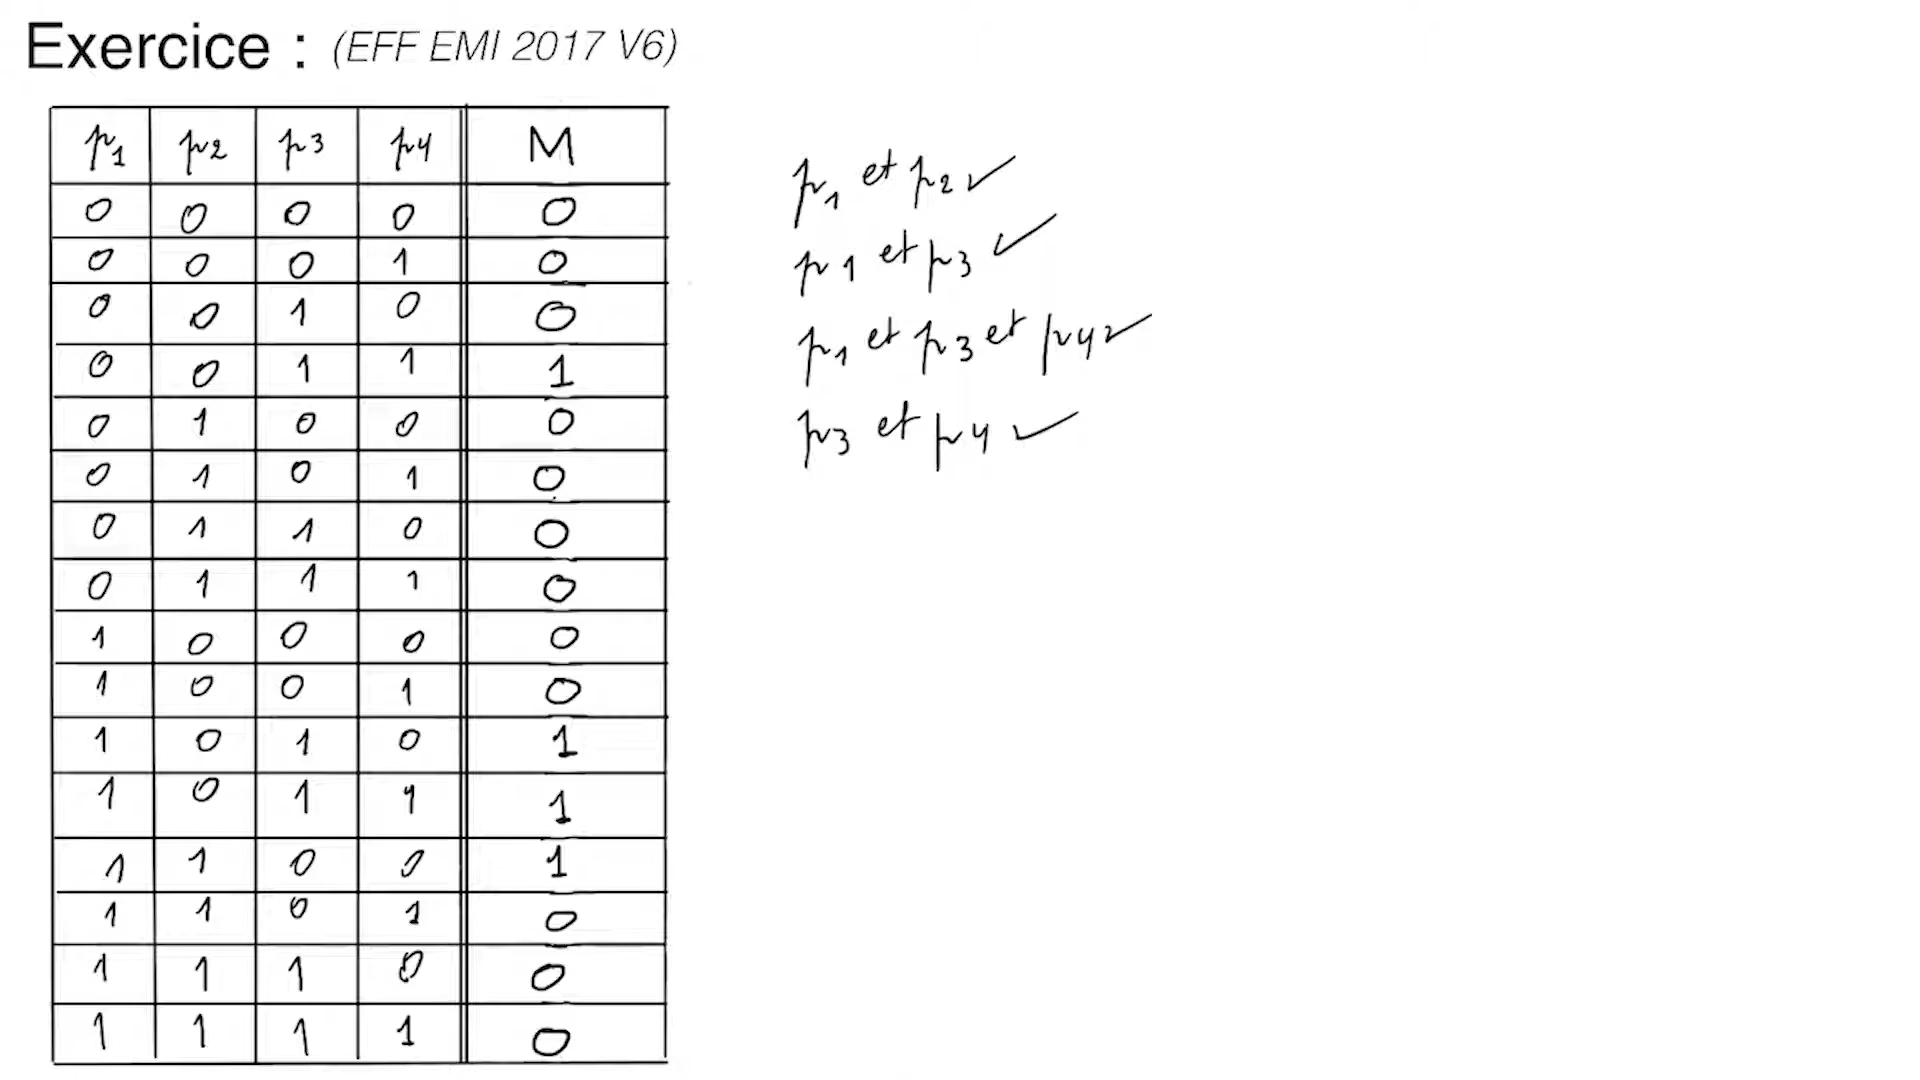 Exercice : (EFF EMI 2017 V6)
p1 p2 p3 p4 M
0 0 0 0 0
0 0 0 1 0
0 0 1 0 0
0 0 1 1 1
0 1 0 0 0
0 1 0 1 0
0 1 1 0 0
0 1 1 1 0
1 0 0 0 0
1 0 0 1 0
1 0 1 0 1
1 0 1 1 1
1 1 0 0 1
1 1 0 1 0
1 1 1 0 0
1 1 1 1 0
p1 et p2 ✓
p1 et p3 ✓
p1 et p3 et p4 ✓
p3 et p4 ✓